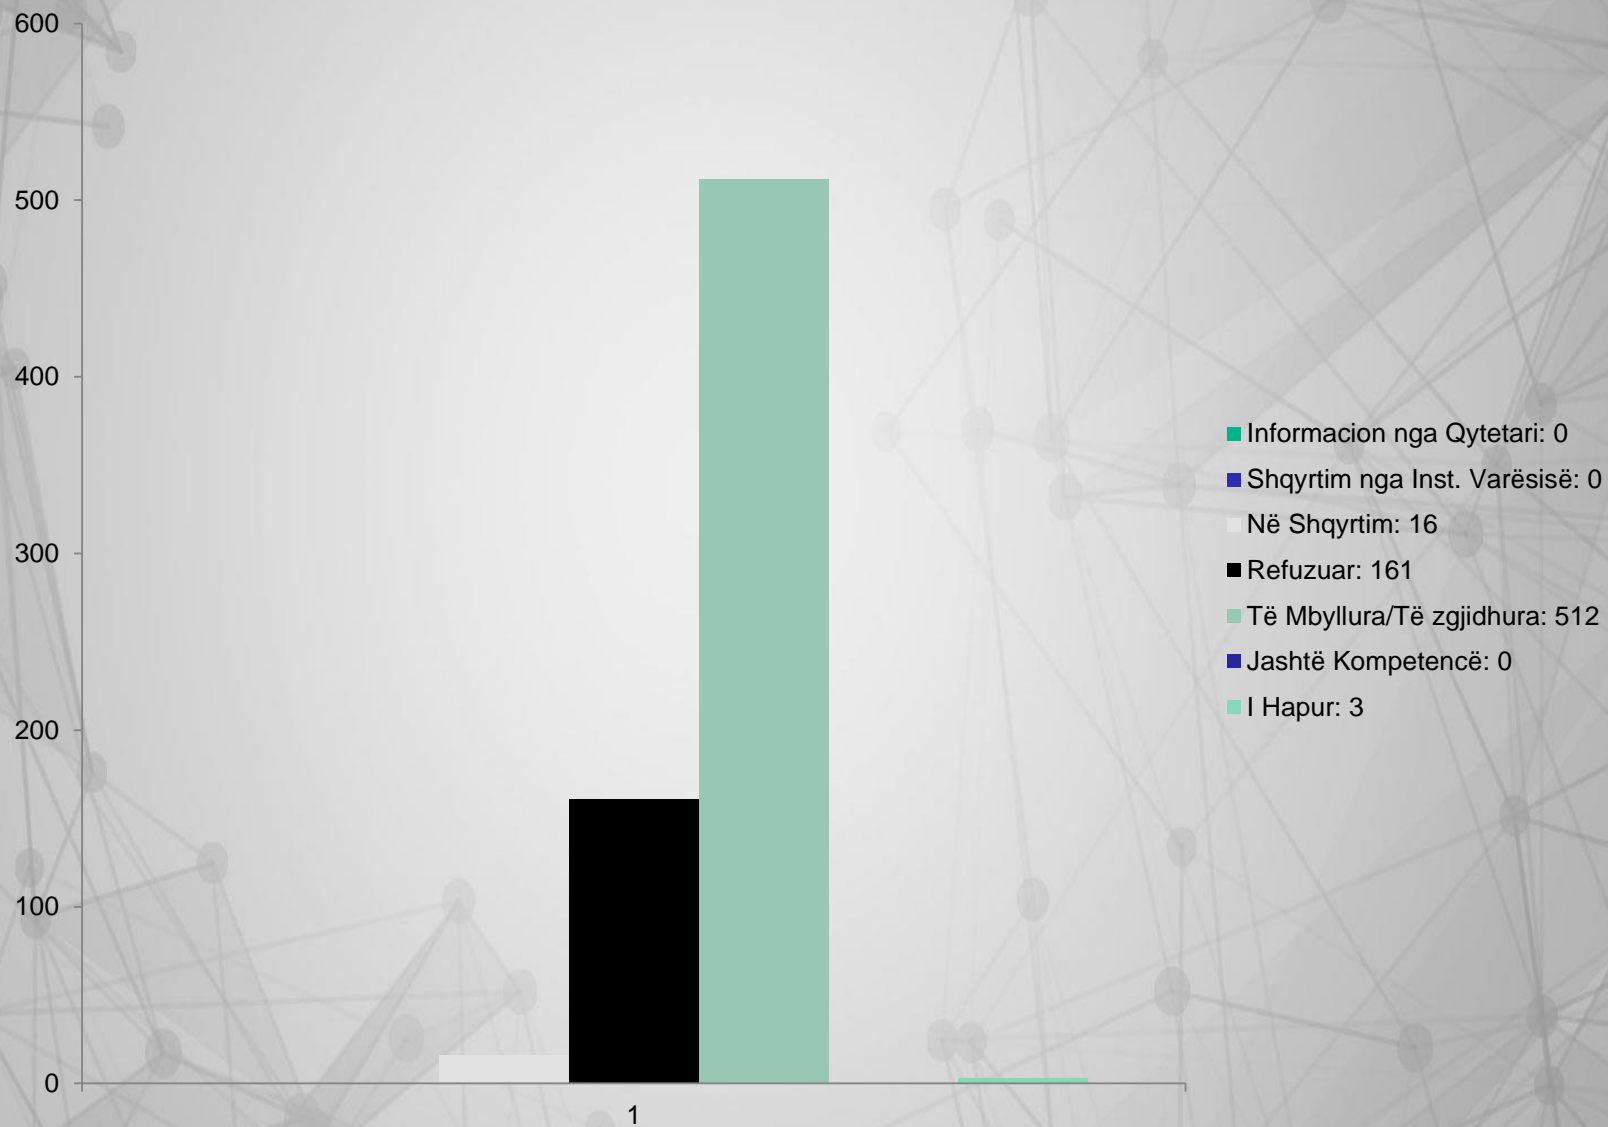 600
500
400
300
200
100
0
1
Informacion nga Qytetari: 0
Shqyrtim nga Inst. Varësisë: 0
Në Shqyrtim: 16
Refuzuar: 161
Të Mbyllura/Të zgjidhura: 512
Jashtë Kompetencë: 0
I Hapur: 3